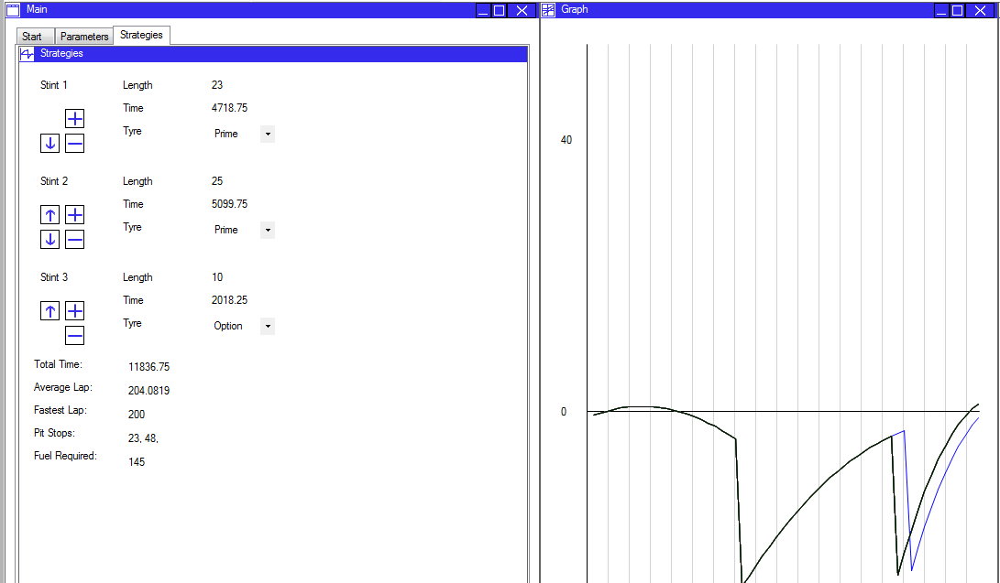 Main
Start Parameters Strategies
Strategies
Stint 1 Length 23
Time 4718.75
Tyre Prime
Stint 2 Length 25
Time 5099.75
Tyre Prime
Stint 3 Length 10
Time 2018.25
Tyre Option
Total Time: 11836.75
Average Lap: 204.0819
Fastest Lap: 200
Pit Stops: 23, 48,
Fuel Required: 145
Graph
40
0